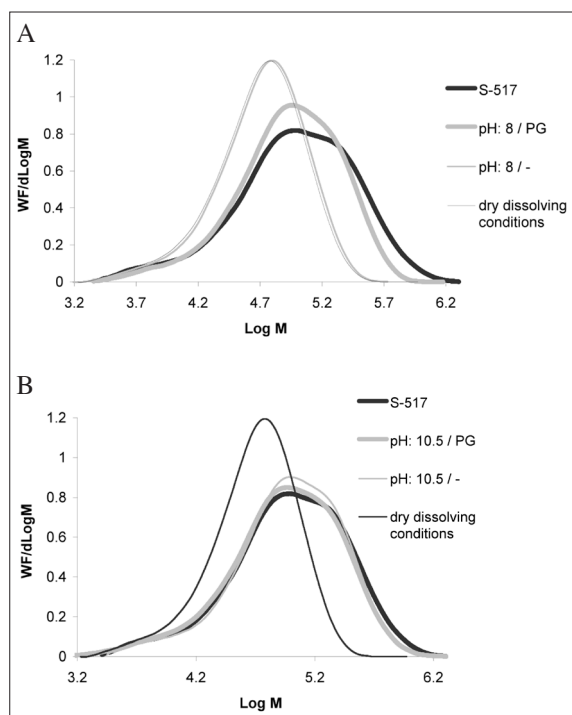 A
1.2
1
0.8
0.6
0.4
0.2
0
WF/dLogM
3.2 3.7 4.2 4.7 5.2 5.7 6.2
Log M
S-517
pH: 8 / PG
pH: 8 / -
dry dissolving
conditions
B
1.2
1
0.8
0.6
0.4
0.2
0
WF/dLogM
3.2 4.2 5.2 6.2
Log M
S-517
pH: 10.5 / PG
pH: 10.5 / -
dry dissolving
conditions